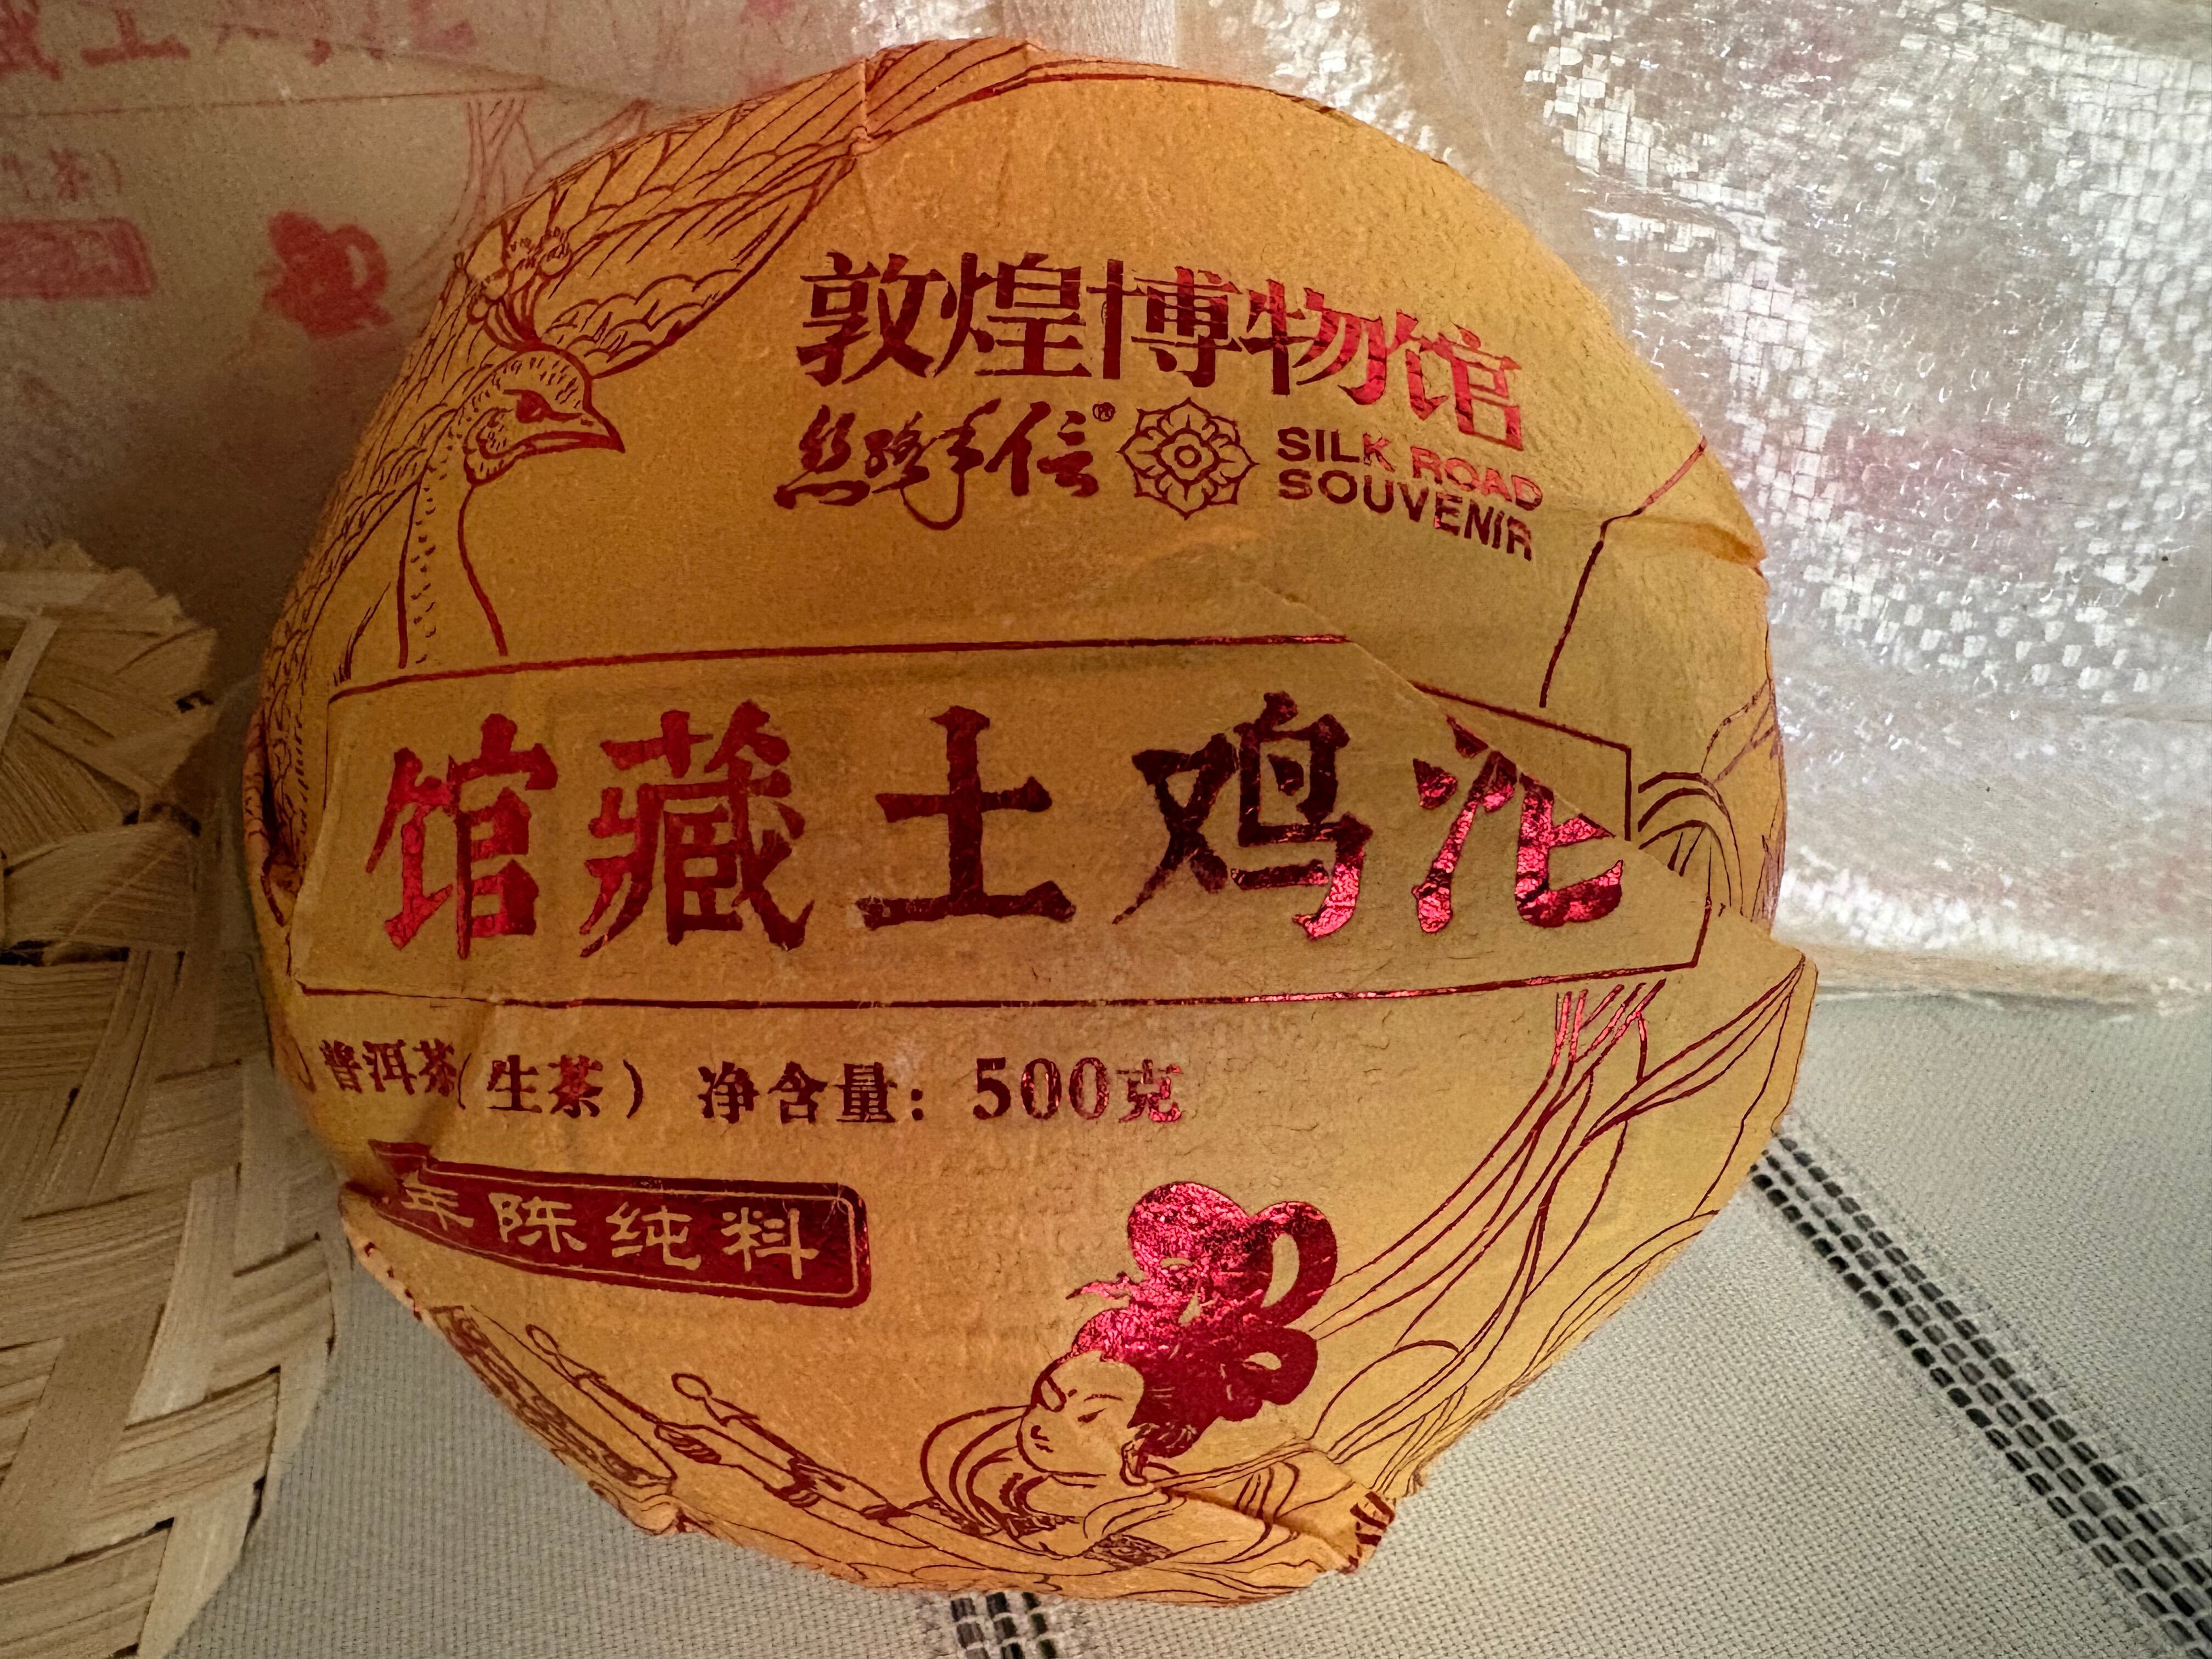 敦煌博物馆
丝路手信®
SILK ROAD
SOUVENIR
馆藏土鸡沱
普洱茶(生茶) 净含量：500克
年陈纯料
茶)